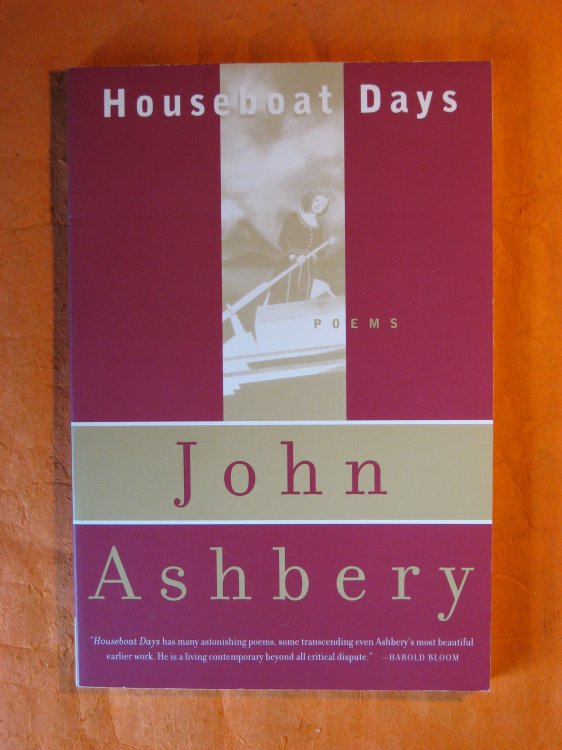 Houseboat Days
POEMS
John
Ashbery
"Houseboat Days has many astonishing poems, some transcending even Ashbery's most beautiful
earlier work. He is a living contemporary beyond all critical dispute." —HAROLD BLOOM